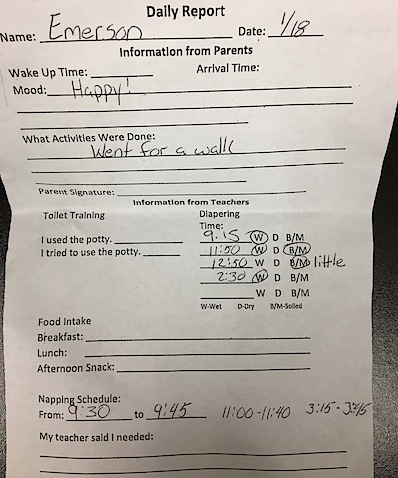 Daily Report
Name: Emerson Date: 1/18
Information from Parents
Wake Up Time: Arrival Time:
Mood: Happy!
What Activities Were Done:
Went for a walk
Parent Signature:
Information from Teachers
Toilet Training Diapering
Time:
I used the potty. 9:15 W D B/M
I tried to use the potty. 11:50 W D B/M
12:50 W D B/M little
2:30 W D B/M
W D B/M
W-Wet D-Dry B/M-Soiled
Food Intake
Breakfast:
Lunch:
Afternoon Snack:
Napping Schedule:
From: 9:30 to 9:45 11:00-11:40 3:15-3:45
My teacher said I needed: